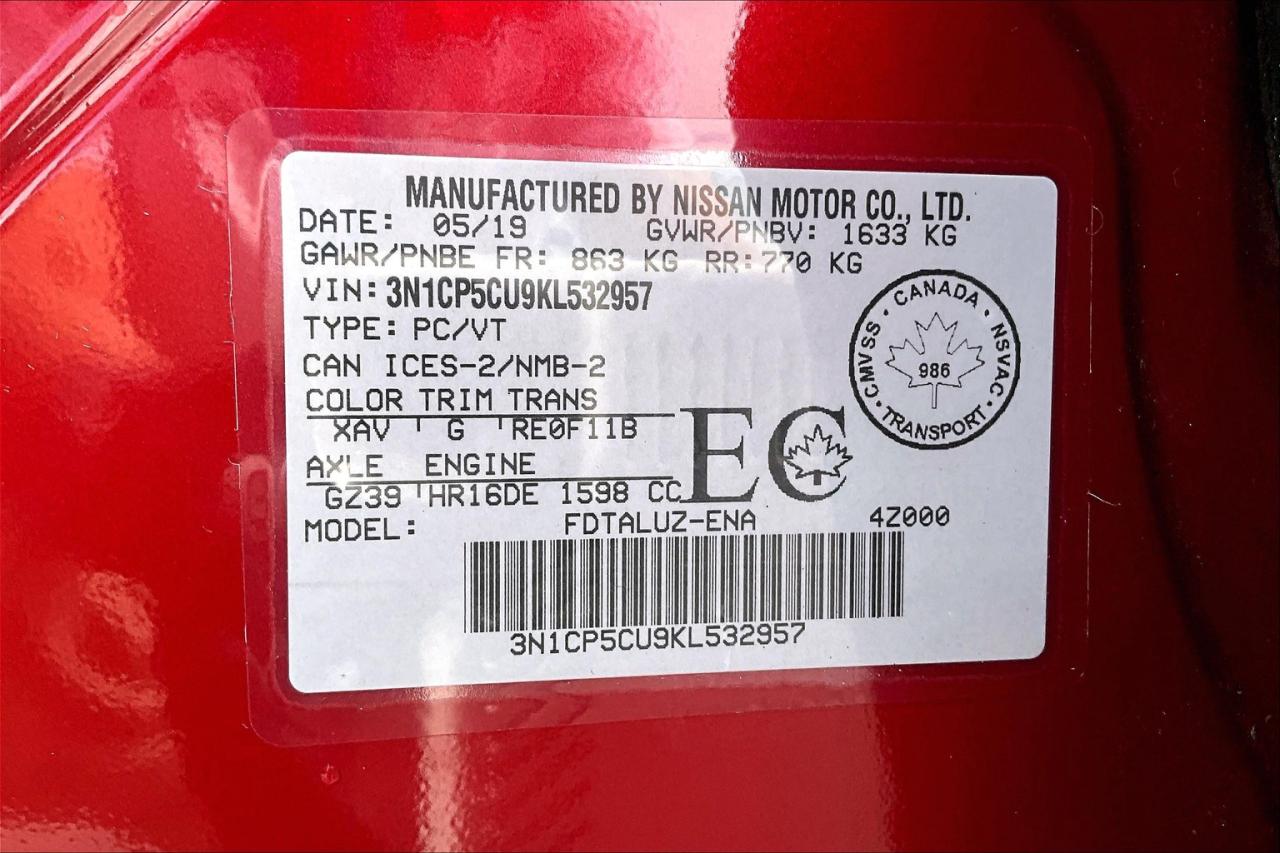 MANUFACTURED BY NISSAN MOTOR CO., LTD.
DATE: 05/19 GVWR/PNBV: 1633 KG
GAWR/PNBE FR: 863 KG RR: 770 KG
VIN: 3N1CP5CU9KL532957
TYPE: PC/VT
CAN ICES-2/NMB-2
COLOR TRIM TRANS
XAV G RE0F11B
AXLE ENGINE
GZ39 HR16DE 1598 CC
EC
CMVSS · CANADA · NSVAC · TRANSPORT ·
986
MODEL: FDTALUZ-ENA 4Z000
3N1CP5CU9KL532957